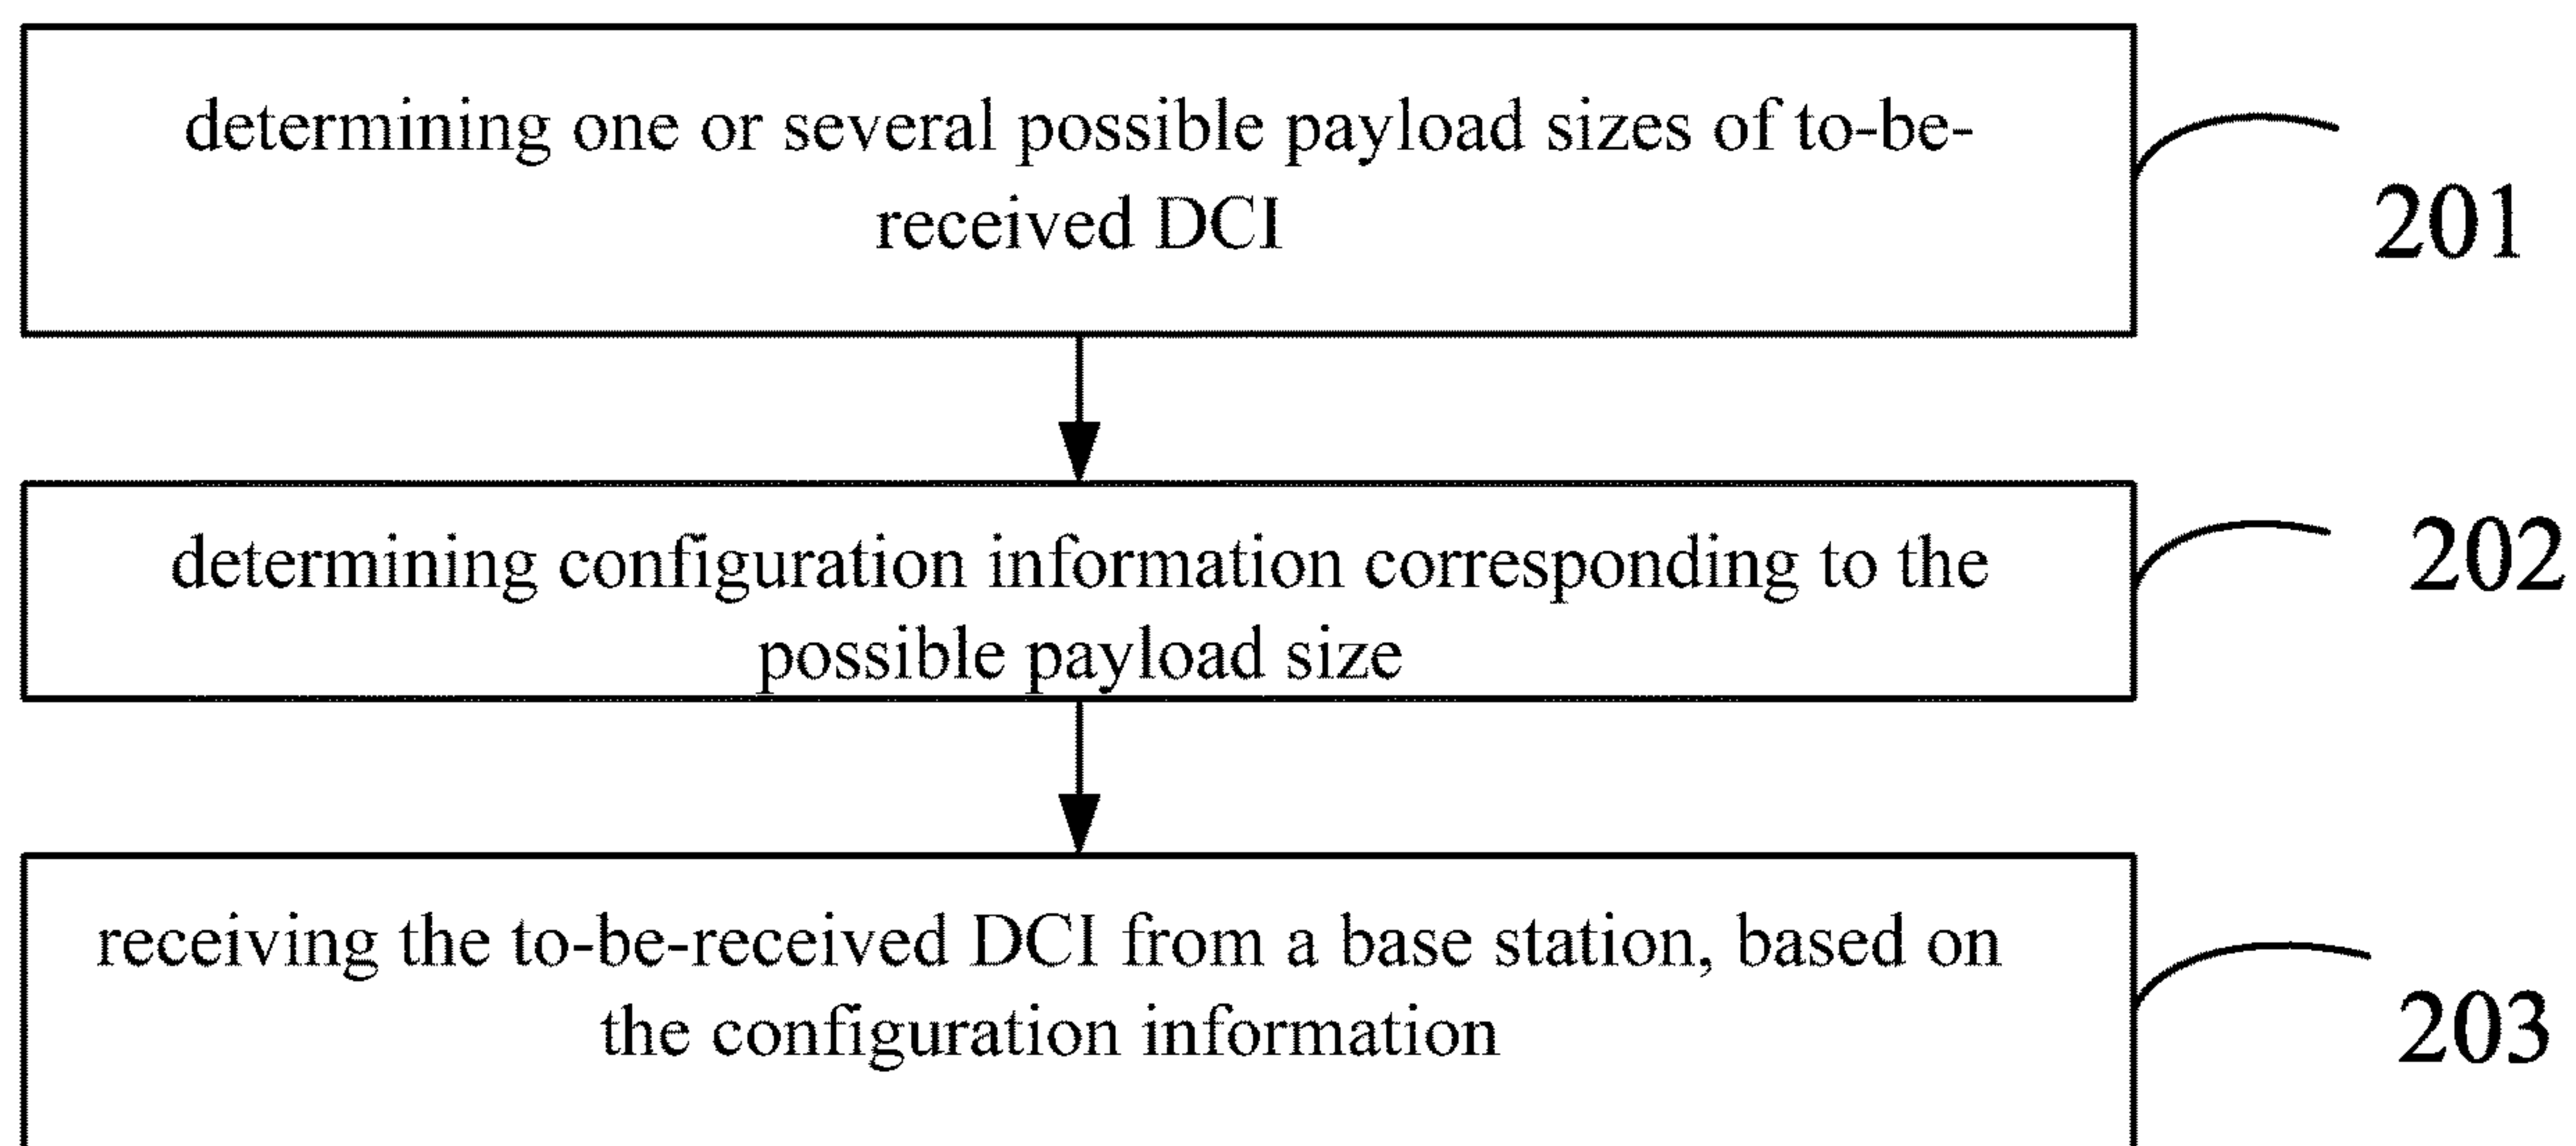 determining one or several possible payload sizes of to-be-
received DCI
201
determining configuration information corresponding to the
possible payload size
202
receiving the to-be-received DCI from a base station, based on
the configuration information
203